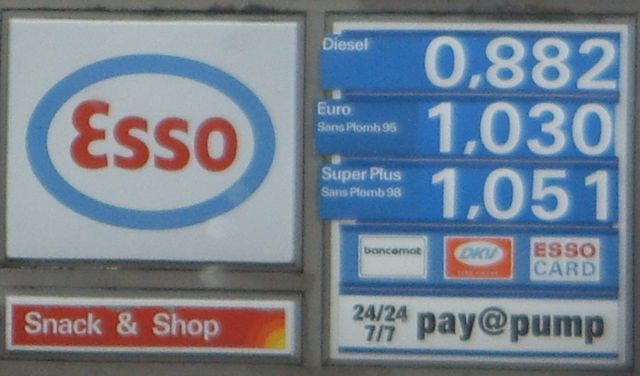 Esso
Snack & Shop
Diesel 0,882
Euro
Sans Plomb 95 1,030
Super Plus
Sans Plomb 98 1,051
bancomat DKV ESSO
CARD
24/24
7/7 pay@pump